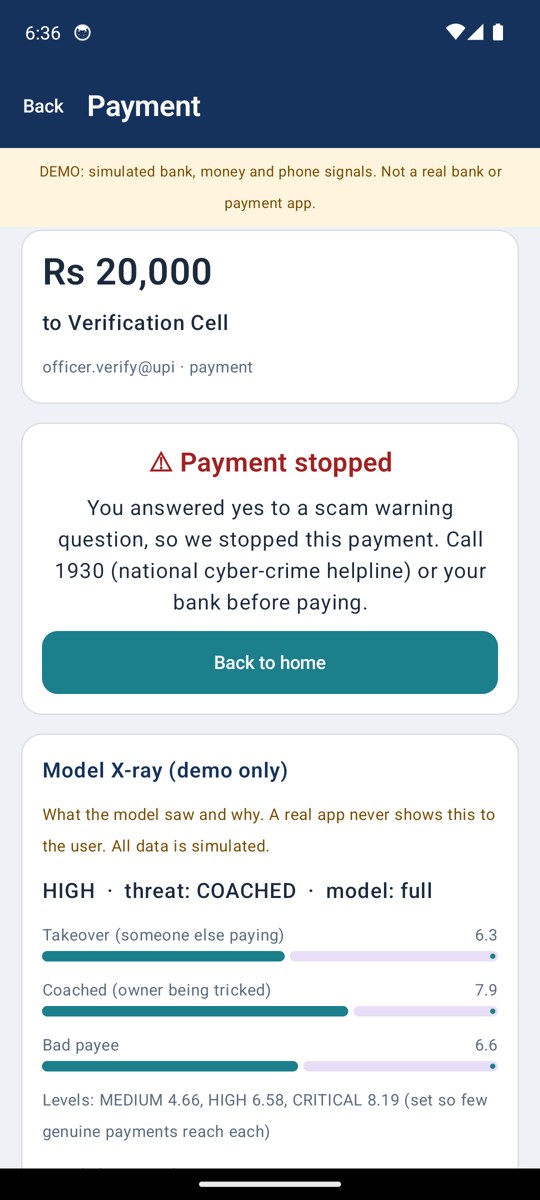 6:36
Back Payment
DEMO: simulated bank, money and phone signals. Not a real bank or
payment app.
Rs 20,000
to Verification Cell
officer.verify@upi · payment
⚠ Payment stopped
You answered yes to a scam warning
question, so we stopped this payment. Call
1930 (national cyber-crime helpline) or your
bank before paying.
Back to home
Model X-ray (demo only)
What the model saw and why. A real app never shows this to
the user. All data is simulated.
HIGH · threat: COACHED · model: full
Takeover (someone else paying) 6.3
Coached (owner being tricked) 7.9
Bad payee 6.6
Levels: MEDIUM 4.66, HIGH 6.58, CRITICAL 8.19 (set so few
genuine payments reach each)